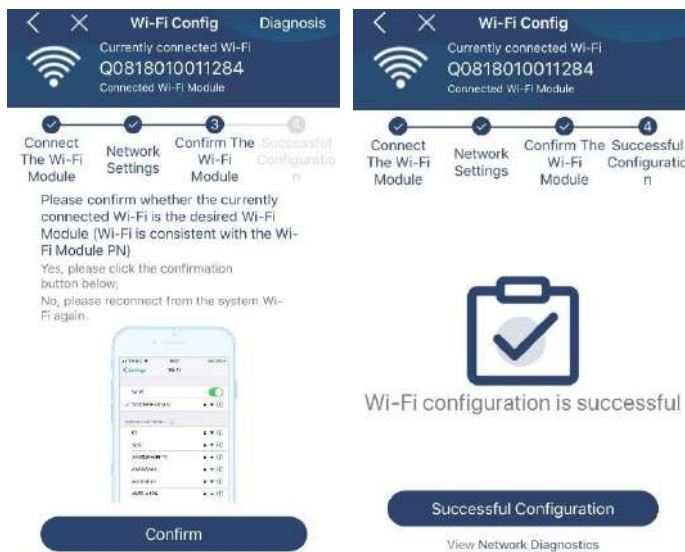 Wi-Fi Config
Diagnosis
Currently connected Wi-Fi
Q0818010011284
Connected Wi-Fi Module
3
4
Connect
The Wi-Fi
Module
Network
Settings
Confirm The
Wi-Fi
Module
Successful
Configuratio
n
Please confirm whether the currently
connected Wi-Fi is the desired Wi-Fi
Module (Wi-Fi is consistent with the Wi-
Fi Module PN)
Yes, please click the confirmation
button below;
No, please reconnect from the system Wi-
Fi again.
Confirm
Wi-Fi Config
Currently connected Wi-Fi
Q0818010011284
Connected Wi-Fi Module
4
Connect
The Wi-Fi
Module
Network
Settings
Confirm The
Wi-Fi
Module
Successful
Configuratio
n
Wi-Fi configuration is successful
Successful Configuration
View Network Diagnostics